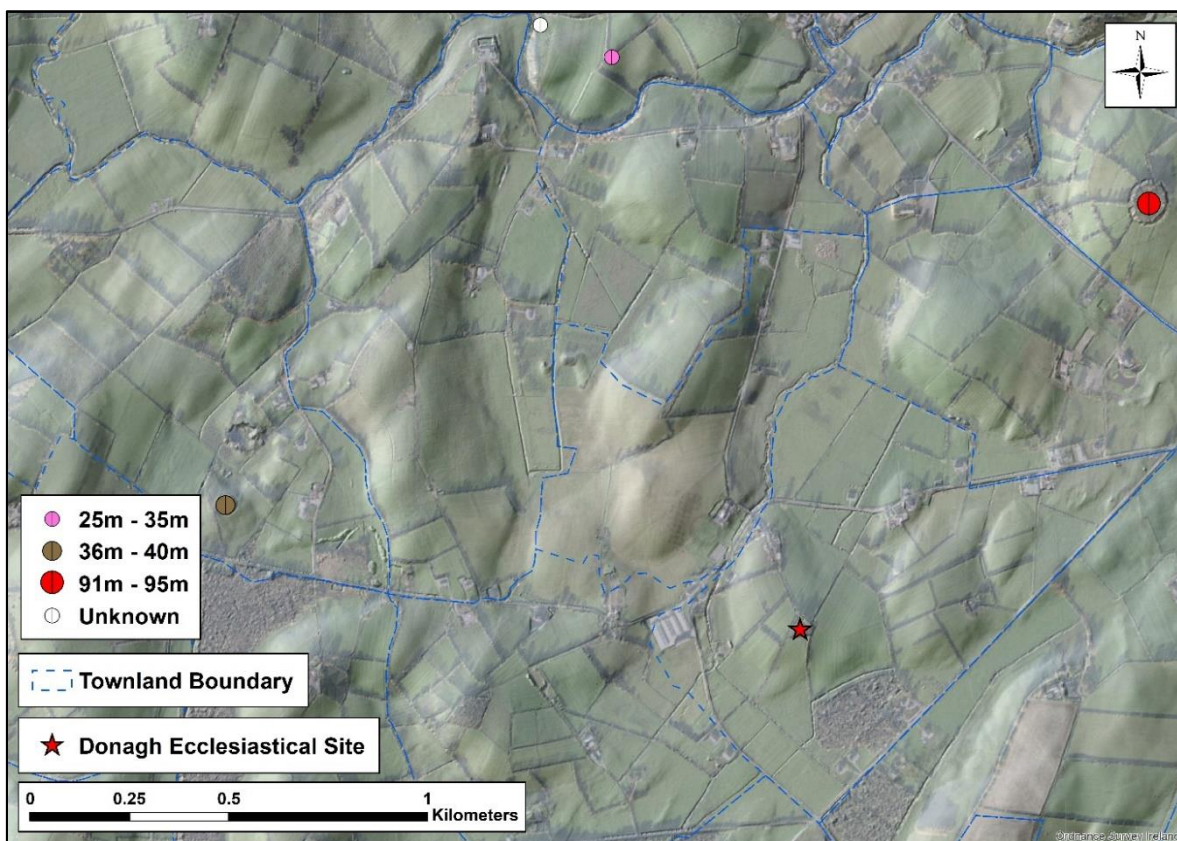 N
25m - 35m
36m - 40m
91m - 95m
Unknown
Townland Boundary
Donagh Ecclesiastical Site
0 0.25 0.5 1
Kilometers
Ordnance Survey Ireland